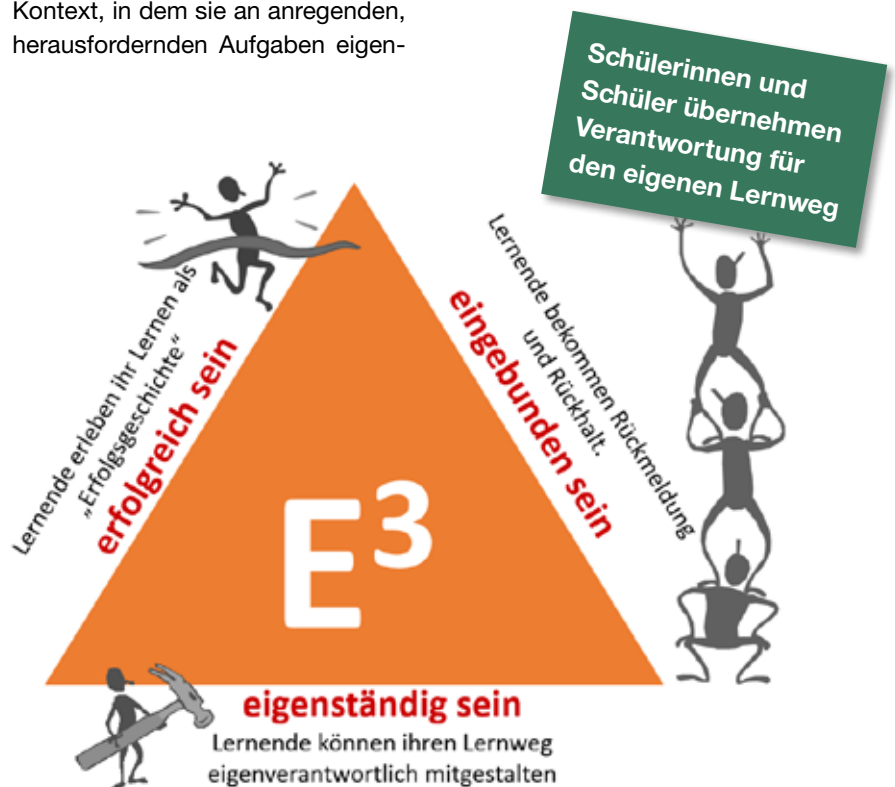 Kontext, in dem sie an anregenden,
herausfordernden Aufgaben eigen-
Schülerinnen und
Schüler übernehmen
Verantwortung für
den eigenen Lernweg
Lernende erleben ihr Lernen als
„Erfolgsgeschichte“
erfolgreich sein
Lernende bekommen Rückmeldung
und Rückhalt.
eingebunden sein
E³
eigenständig sein
Lernende können ihren Lernweg
eigenverantwortlich mitgestalten